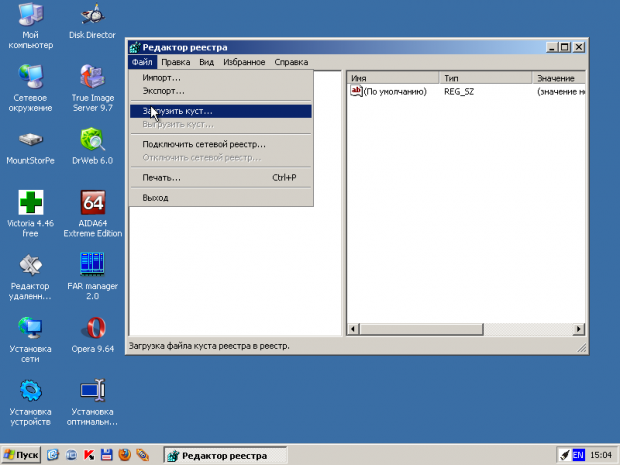 Мой
компьютер
Disk Director
Сетевое
окружение
True Image
Server 9.7
MountStorPe
DrWeb 6.0
Victoria 4.46
free
64
AIDA64
Extreme Edition
Редактор
удаленн...
FAR manager
2.0
Установка
сети
Opera 9.64
Установка
устройств
Установка
оптимальн...
Редактор реестра
Файл Правка Вид Избранное Справка
Импорт...
Экспорт...
Загрузить куст...
Выгрузить куст...
Подключить сетевой реестр...
Отключить сетевой реестр...
Печать... Ctrl+P
Выход
Имя Тип Значение
ab (По умолчанию) REG_SZ (значение не
Загрузка файла куста реестра в реестр.
Пуск
Редактор реестра
EN 15:04